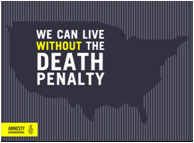 WE CAN LIVE
WITHOUT THE
DEATH
PENALTY
AMNESTY
INTERNATIONAL